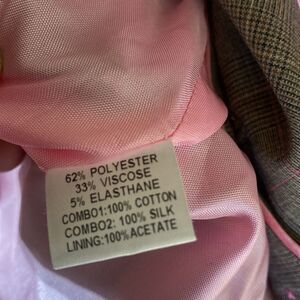 62% POLYESTER
33% VISCOSE
5% ELASTHANE
COMBO1:100% COTTON
COMBO2: 100% SILK
LINING:100%ACETATE